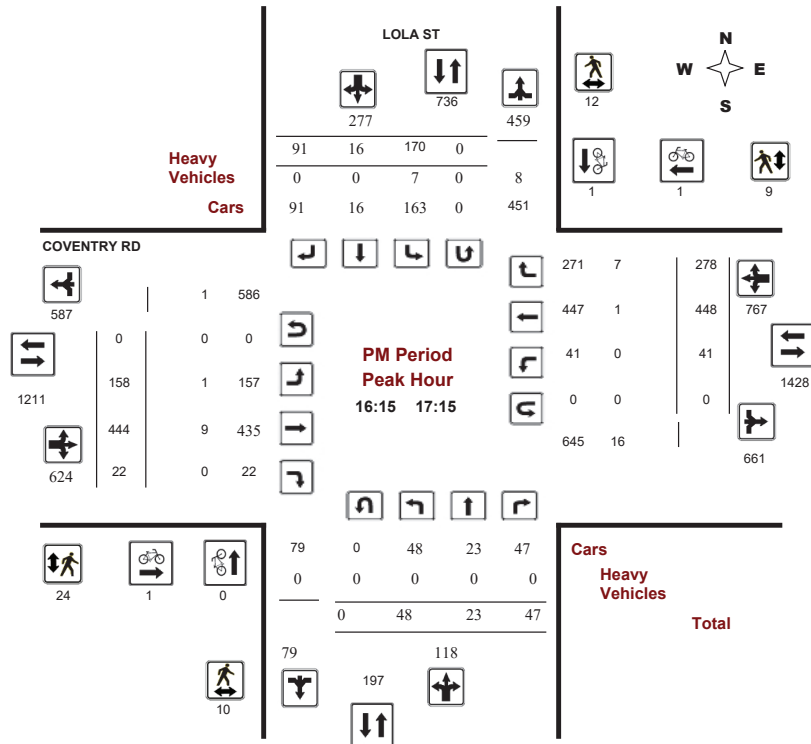 LOLA ST
N
W E
S
736
12
277 459
91 16 170 0
Heavy
Vehicles
0 0 7 0 8
1 1 9
Cars
91 16 163 0 451
COVENTRY RD
271 7 278
587
1 586
447 1 448 767
0 0 0
PM Period
Peak Hour
41 0 41
1211
158 1 157
1428
16:15 17:15
0 0 0
444 9 435
645 16
624
22 0 22
661
79 0 48 23 47
Cars
0 0 0 0 0
Heavy
Vehicles
24 1 0
0 48 23 47
Total
79 118
197
10